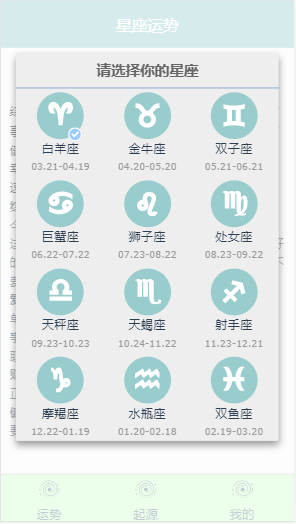 星座运势
请选择你的星座
白羊座 金牛座 双子座
03.21-04.19 04.20-05.20 05.21-06.21
巨蟹座 狮子座 处女座
06.22-07.22 07.23-08.22 08.23-09.22
天秤座 天蝎座 射手座
09.23-10.23 10.24-11.22 11.23-12.21
摩羯座 水瓶座 双鱼座
12.22-01.19 01.20-02.18 02.19-03.20
运势 起源 我的